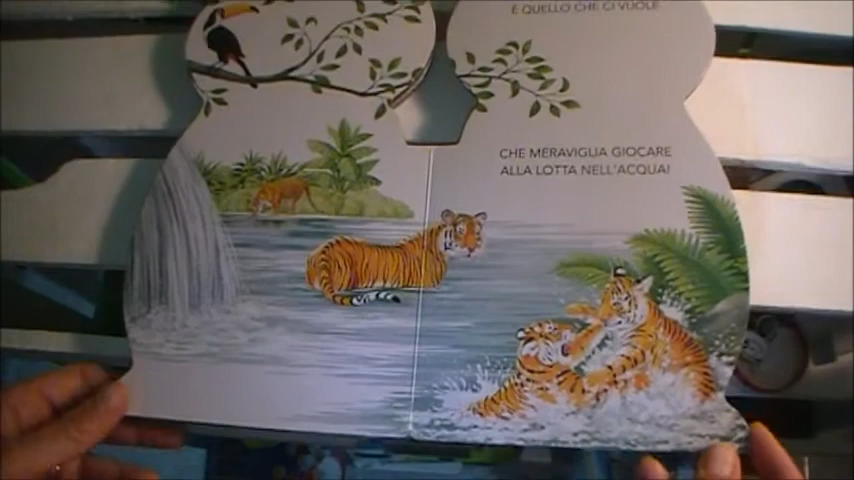 E QUELLO CHE CI VUOLE
CHE MERAVIGLIA GIOCARE
ALLA LOTTA NELL'ACQUA!